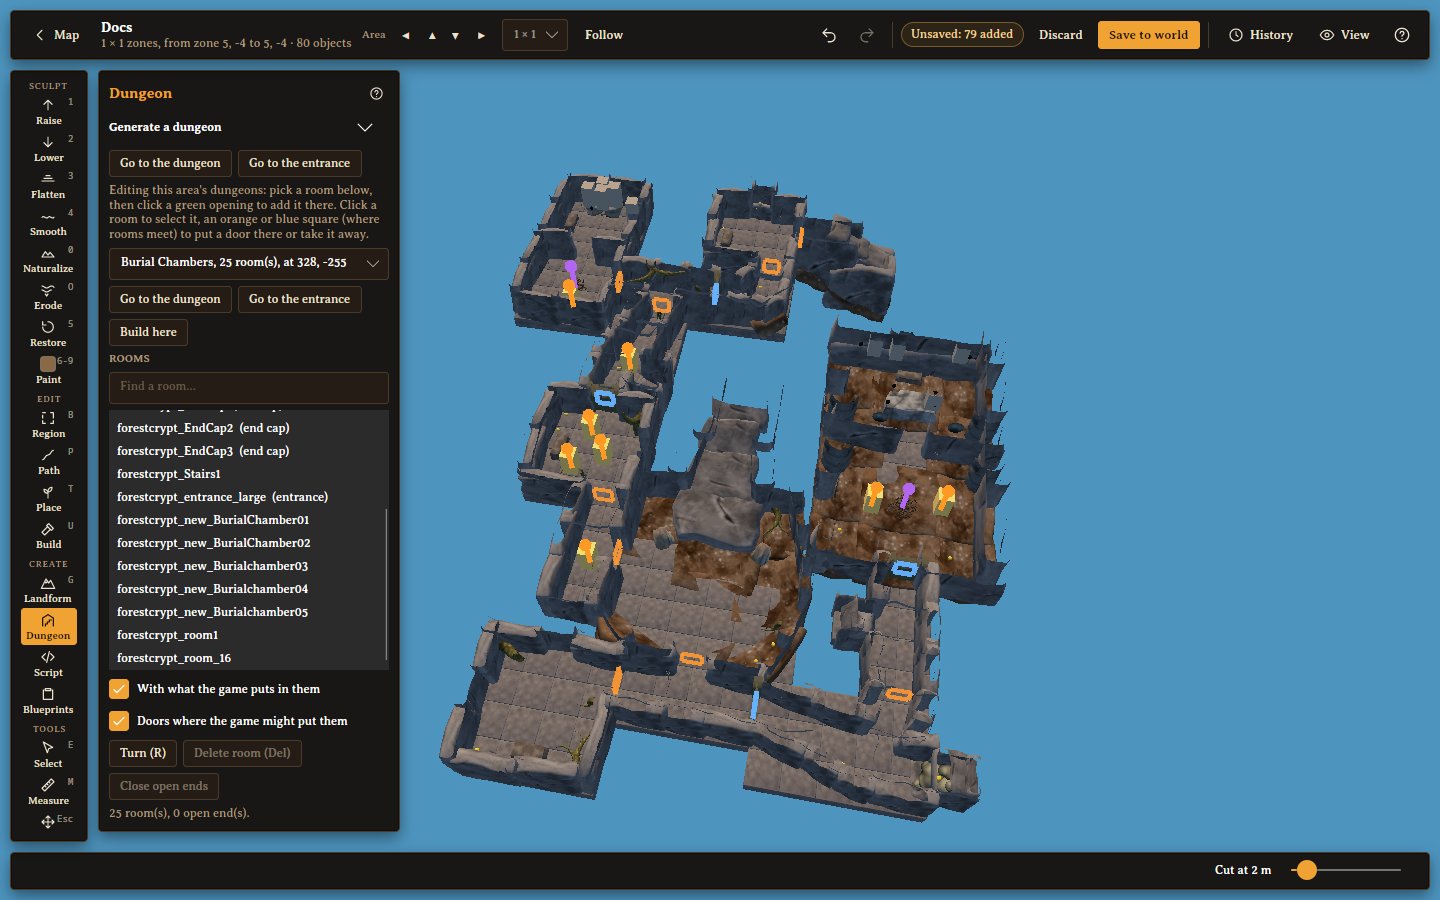 Map
Docs
1 × 1 zones, from zone 5, -4 to 5, -4 · 80 objects
Area
1 × 1
Follow
Unsaved: 79 added
Discard
Save to world
History
View
SCULPT
1
Raise
2
Lower
3
Flatten
4
Smooth
0
Naturalize
O
Erode
5
Restore
6-9
Paint
EDIT
B
Region
P
Path
T
Place
U
Build
CREATE
G
Landform
Dungeon
Script
Blueprints
TOOLS
E
Select
M
Measure
Esc
Dungeon
Generate a dungeon
Go to the dungeon
Go to the entrance
Editing this area's dungeons: pick a room below,
then click a green opening to add it there. Click a
room to select it, an orange or blue square (where
rooms meet) to put a door there or take it away.
Burial Chambers, 25 room(s), at 328, -255
Go to the dungeon
Go to the entrance
Build here
ROOMS
Find a room...
forestcrypt_EndCap2 (end cap)
forestcrypt_EndCap3 (end cap)
forestcrypt_Stairs1
forestcrypt_entrance_large (entrance)
forestcrypt_new_BurialChamber01
forestcrypt_new_BurialChamber02
forestcrypt_new_Burialchamber03
forestcrypt_new_Burialchamber04
forestcrypt_new_Burialchamber05
forestcrypt_room1
forestcrypt_room_16
With what the game puts in them
Doors where the game might put them
Turn (R)
Delete room (Del)
Close open ends
25 room(s), 0 open end(s).
Cut at 2 m